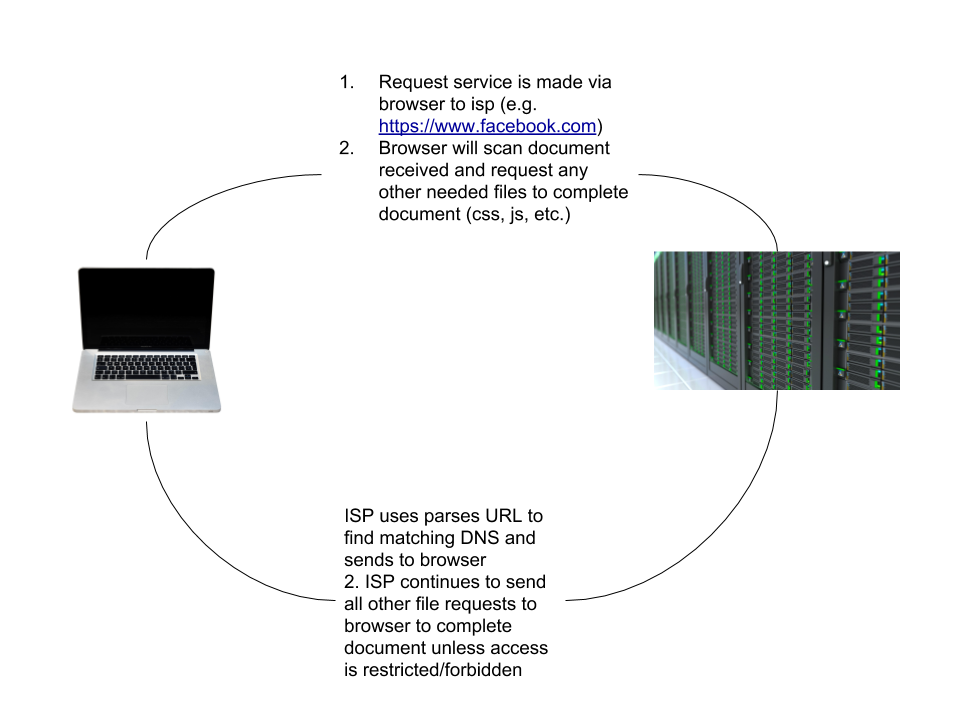 1. Request service is made via
browser to isp (e.g.
https://www.facebook.com)
2. Browser will scan document
received and request any
other needed files to complete
document (css, js, etc.)
ISP uses parses URL to
find matching DNS and
sends to browser
2. ISP continues to send
all other file requests to
browser to complete
document unless access
is restricted/forbidden